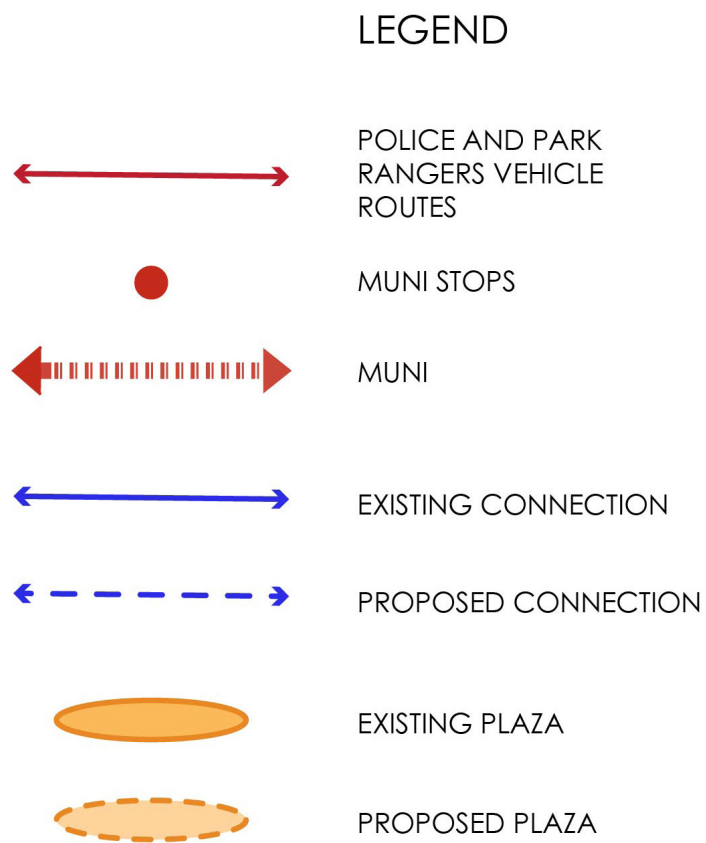 LEGEND
POLICE AND PARK
RANGERS VEHICLE
ROUTES
MUNI STOPS
MUNI
EXISTING CONNECTION
PROPOSED CONNECTION
EXISTING PLAZA
PROPOSED PLAZA